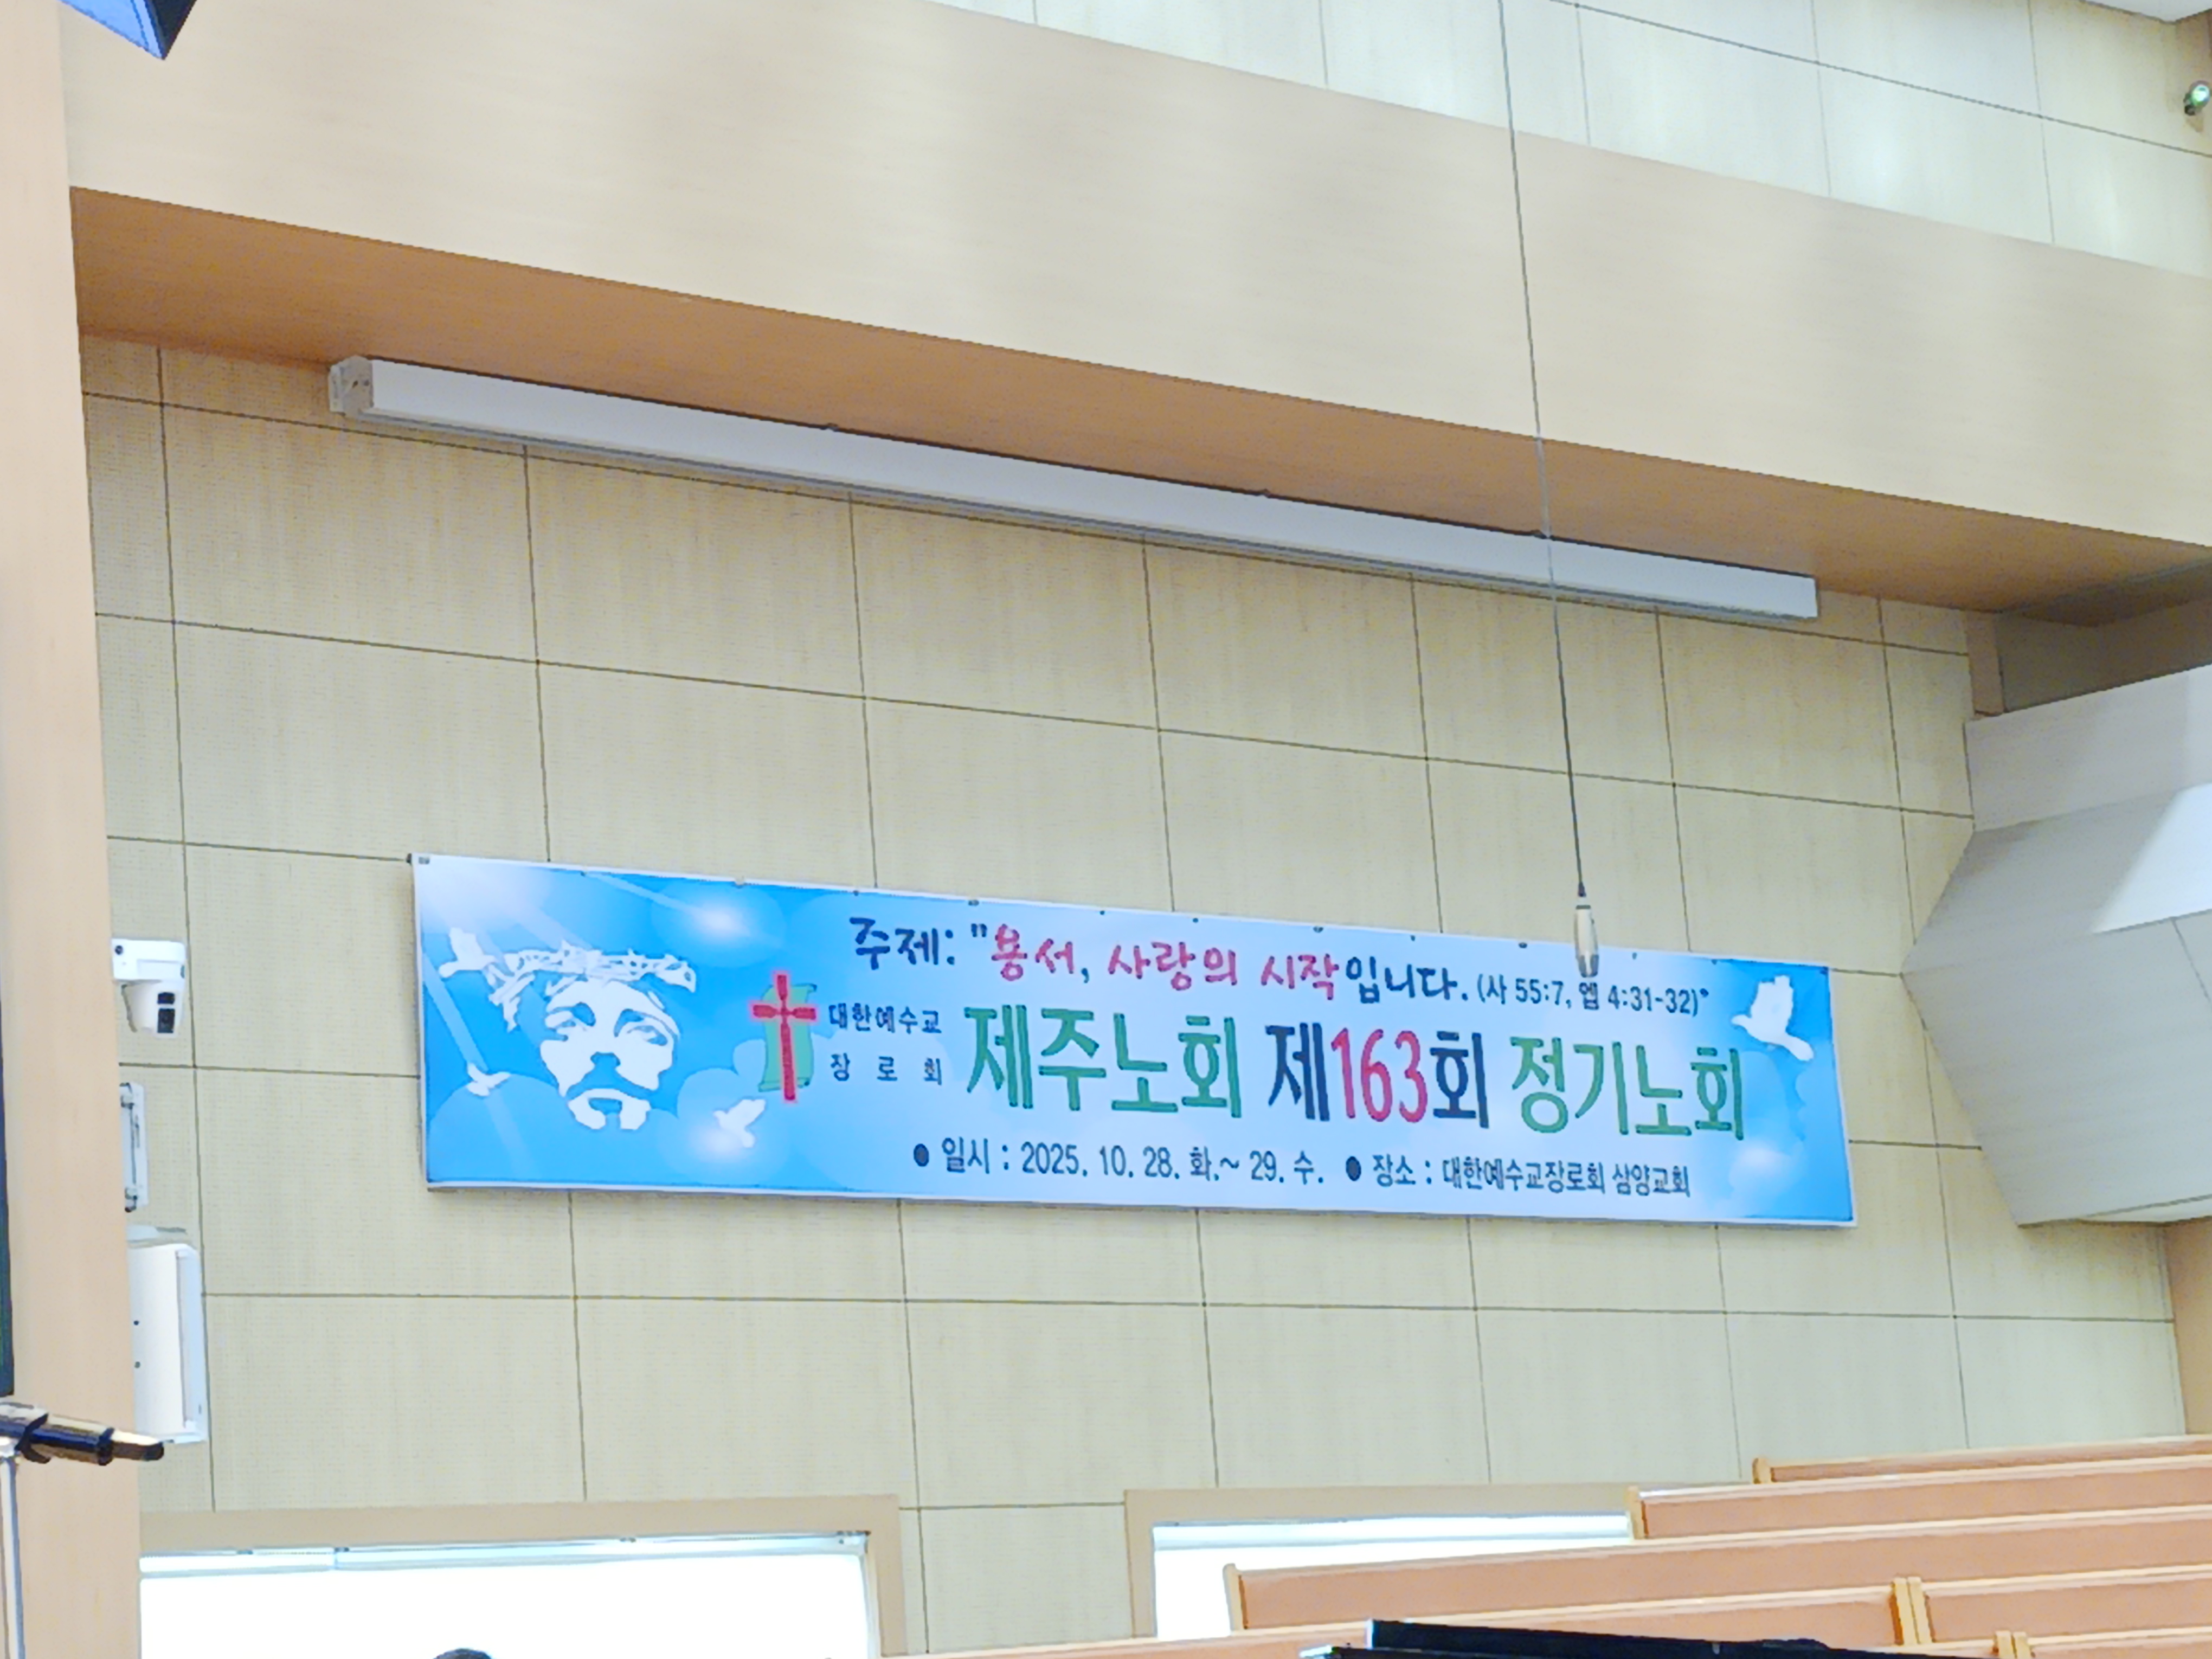 주제: "용서, 사랑의 시작입니다. (사 55:7, 엡 4:31-32)"
대한예수교
장로회
제주노회 제163회 정기노회
● 일시 : 2025. 10. 28. 화.~ 29. 수. ● 장소 : 대한예수교장로회 삼양교회